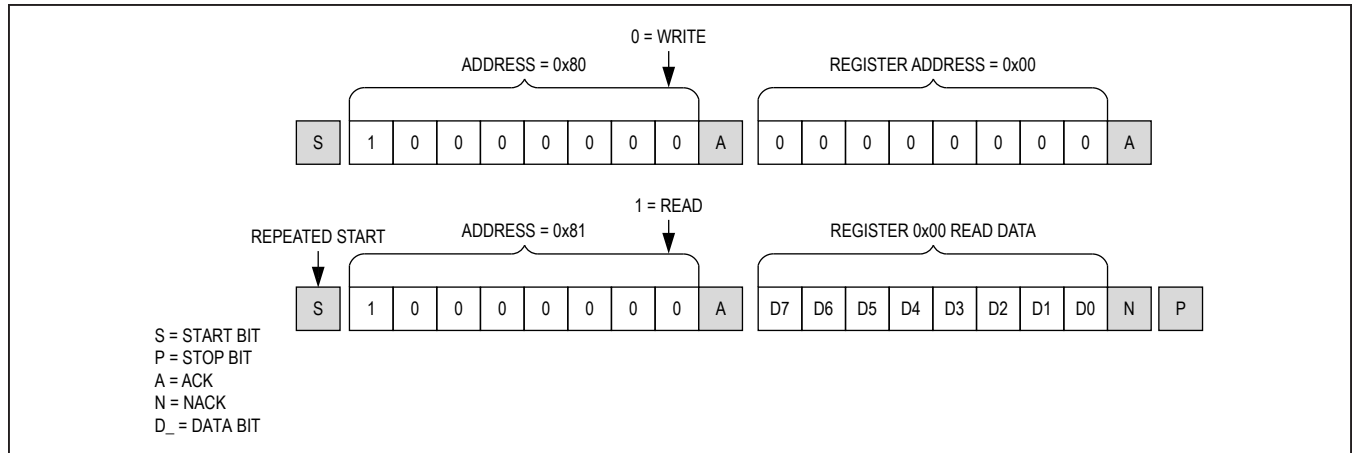 0 = WRITE
ADDRESS = 0x80 REGISTER ADDRESS = 0x00
S 1 0 0 0 0 0 0 0 A 0 0 0 0 0 0 0 0 A
1 = READ
REPEATED START ADDRESS = 0x81 REGISTER 0x00 READ DATA
S 1 0 0 0 0 0 0 0 A D7 D6 D5 D4 D3 D2 D1 D0 N P
S = START BIT
P = STOP BIT
A = ACK
N = NACK
D_ = DATA BIT